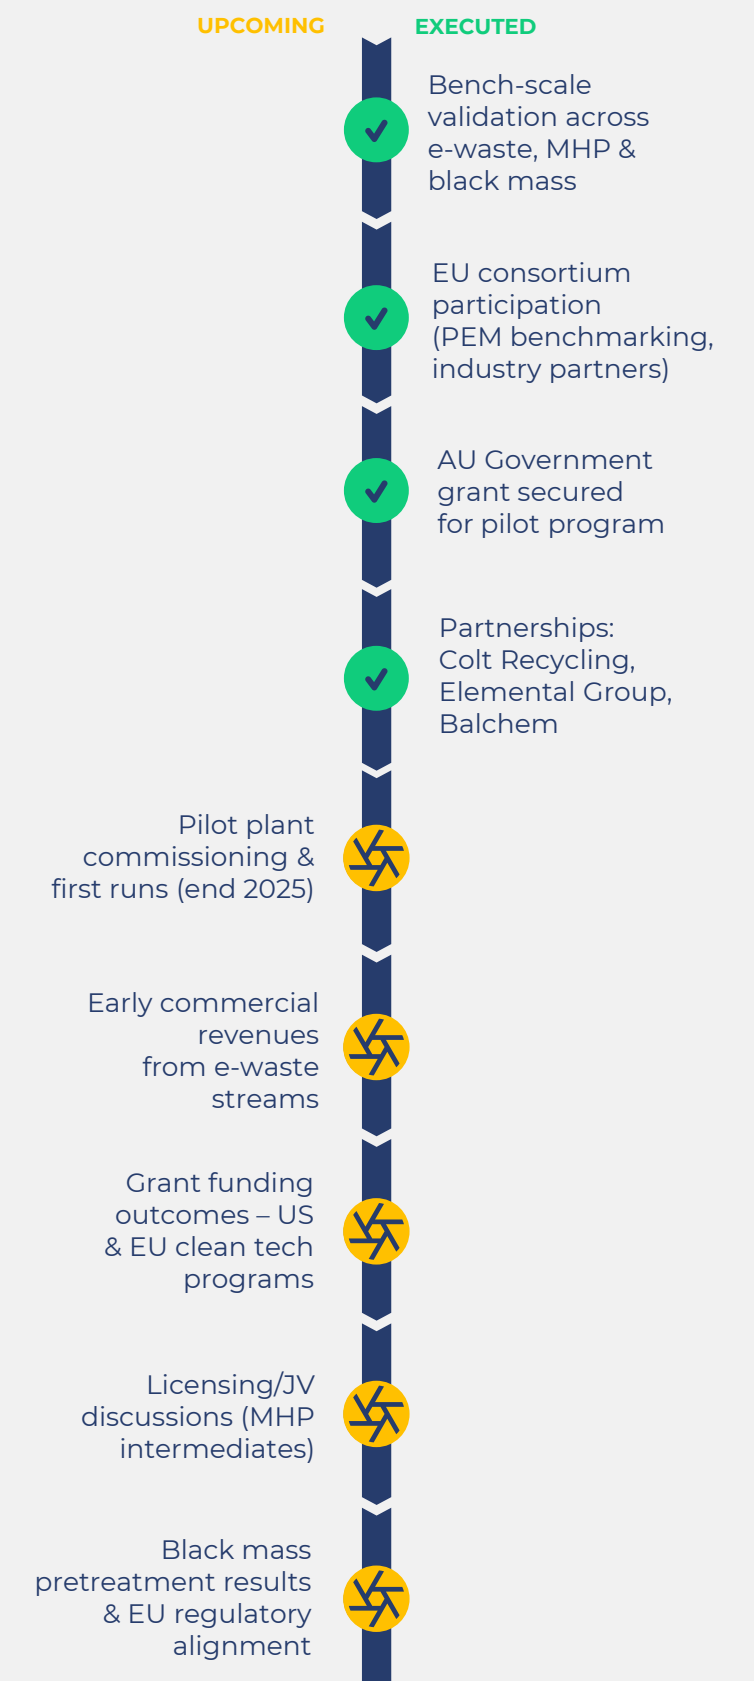 UPCOMING
EXECUTED
Bench-scale
validation across
e-waste, MHP &
black mass
EU consortium
participation
(PEM benchmarking,
industry partners)
AU Government
grant secured
for pilot program
Partnerships:
Colt Recycling,
Elemental Group,
Balchem
Pilot plant
commissioning &
first runs (end 2025)
Early commercial
revenues
from e-waste
streams
Grant funding
outcomes – US
& EU clean tech
programs
Licensing/JV
discussions (MHP
intermediates)
Black mass
pretreatment results
& EU regulatory
alignment